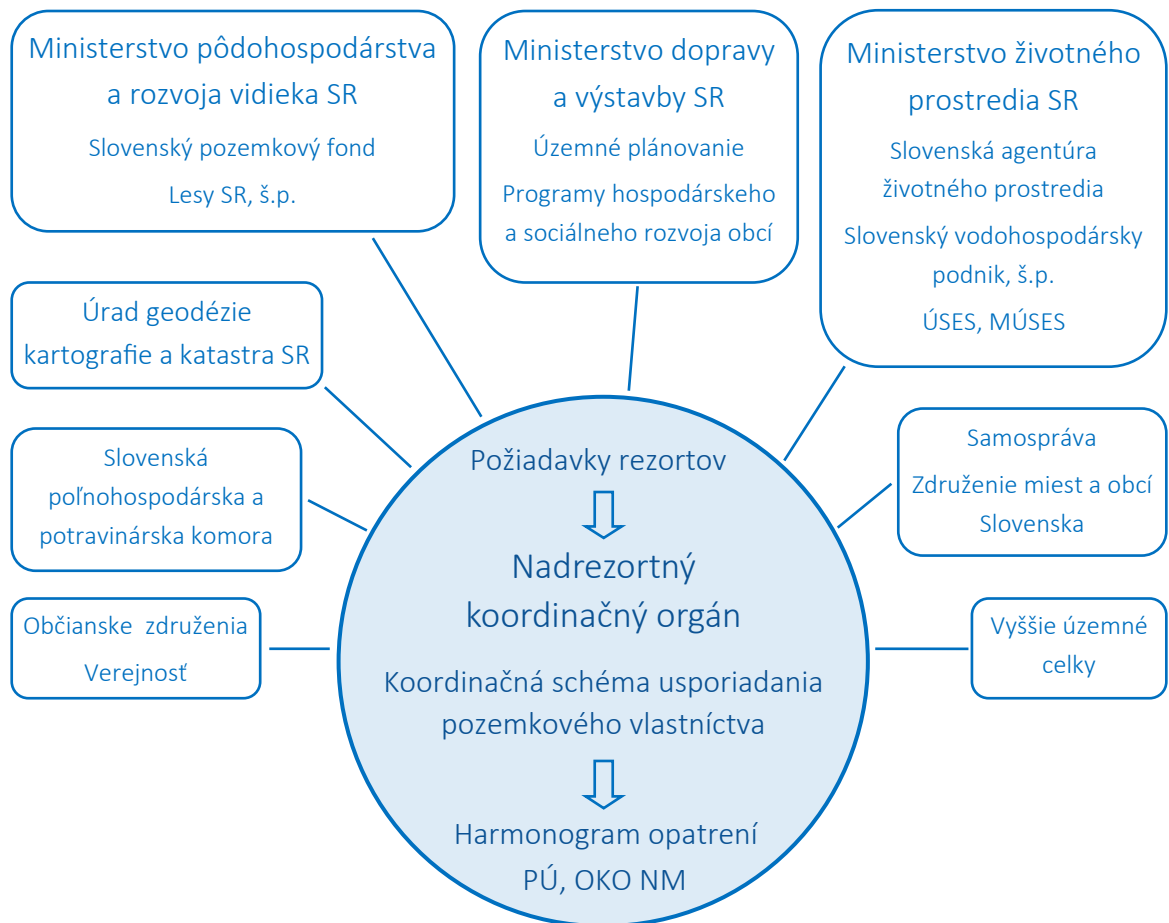 Ministerstvo pôdohospodárstva
a rozvoja vidieka SR
Slovenský pozemkový fond
Lesy SR, š.p.
Ministerstvo dopravy
a výstavby SR
Územné plánovanie
Programy hospodárskeho
a sociálneho rozvoja obcí
Ministerstvo životného
prostredia SR
Slovenská agentúra
životného prostredia
Slovenský vodohospodársky
podnik, š.p.
ÚSES, MÚSES
Úrad geodézie
kartografie a katastra SR
Slovenská
poľnohospodárska a
potravinárska komora
Občianske združenia
Verejnosť
Samospráva
Združenie miest a obcí
Slovenska
Vyššie územné
celky
Požiadavky rezortov
Nadrezortný
koordinačný orgán
Koordinačná schéma usporiadania
pozemkového vlastníctva
Harmonogram opatrení
PÚ, OKO NM